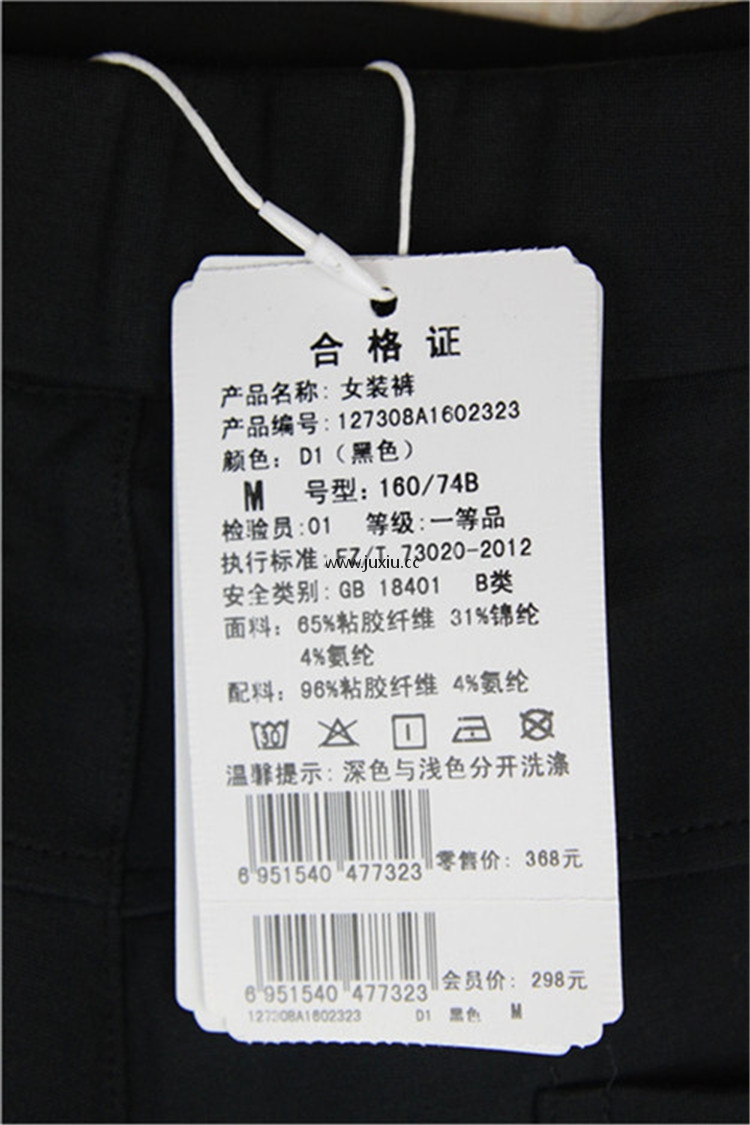 合格证
产品名称: 女装裤
产品编号:127308A1602323
颜色: D1（黑色）
M 号型: 160/74B
检验员:01 等级:一等品
执行标准:FZ/T 73020-2012
www.juxiu.cc
安全类别:GB 18401 B类
面料: 65%粘胶纤维 31%锦纶
4%氨纶
配料: 96%粘胶纤维 4%氨纶
30
温馨提示:深色与浅色分开洗涤
6 951540 477323 零售价: 368元
6 951540 477323 会员价: 298元
127308A1602323 D1 黑色 M